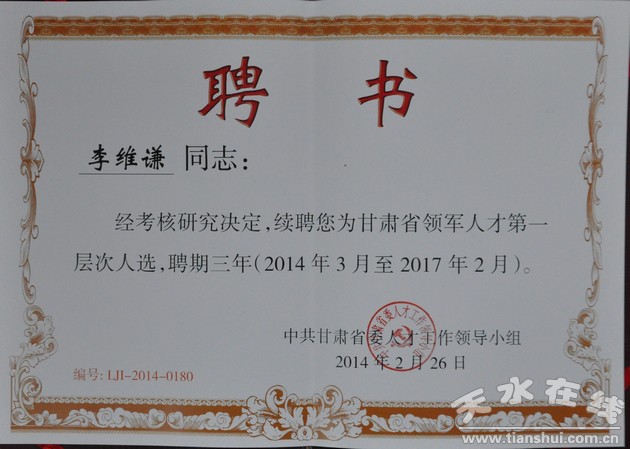 聘 书
李维谦 同志：
经考核研究决定，续聘您为甘肃省领军人才第一
层次人选，聘期三年(2014年3月至2017年2月)。
中共甘肃省委人才工作领导小组
2014年2月26日
编号: LJI-2014-0180
天水在线
www.tianshui.com.cn